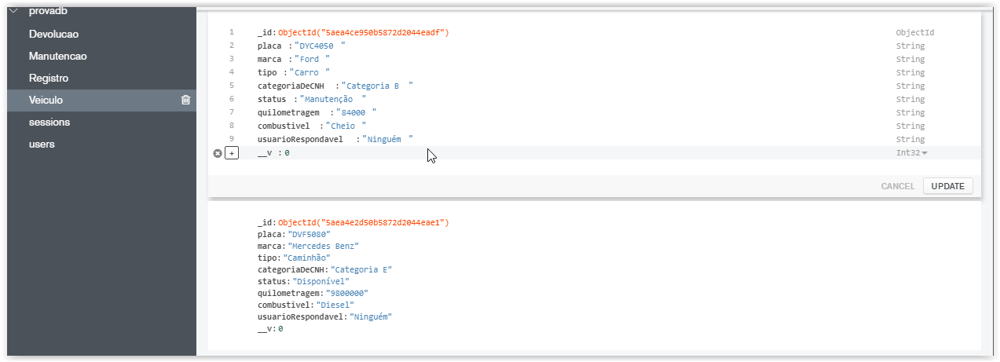 provadb
Devolucao
Manutencao
Registro
Veiculo
sessions
users
1 _id:ObjectId("5aea4ce950b5872d2044eadf") ObjectId
2 placa :"DYC4050 " String
3 marca :"Ford " String
4 tipo :"Carro " String
5 categoriaDeCNH :"Categoria B " String
6 status :"Manutenção " String
7 quilometragem :"84000 " String
8 combustivel :"Cheio " String
9 usuarioRespondavel :"Ninguém " String
__v :0 Int32
CANCEL UPDATE
_id:ObjectId("5aea4e2d50b5872d2044eae1")
placa:"DVF5080"
marca:"Mercedes Benz"
tipo:"Caminhão"
categoriaDeCNH:"Categoria E"
status:"Disponível"
quilometragem:"9800000"
combustivel:"Diesel"
usuarioRespondavel:"Ninguém"
__v:0